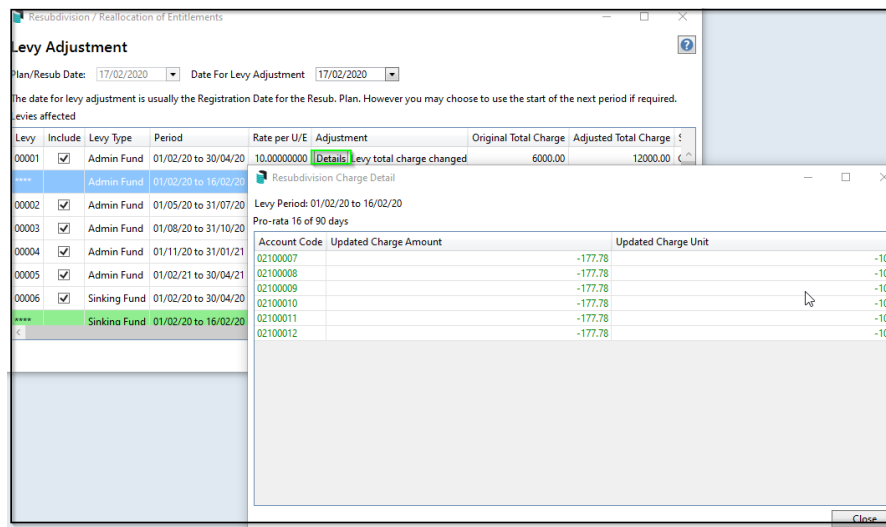 Resubdivision / Reallocation of Entitlements
Levy Adjustment
Plan/Resub Date: 17/02/2020 Date For Levy Adjustment 17/02/2020
The date for levy adjustment is usually the Registration Date for the Resub. Plan. However you may choose to use the start of the next period if required.
Levies affected
Levy Include Levy Type Period Rate per U/E Adjustment Original Total Charge Adjusted Total Charge
00001 Admin Fund 01/02/20 to 30/04/20 10.00000000 Details Levy total charge changed 6000.00 12000.00
**** Admin Fund 01/02/20 to 16/02/20
00002 Admin Fund 01/05/20 to 31/07/20
00003 Admin Fund 01/08/20 to 31/10/20
00004 Admin Fund 01/11/20 to 31/01/21
00005 Admin Fund 01/02/21 to 30/04/21
00006 Sinking Fund 01/02/20 to 30/04/20
**** Sinking Fund 01/02/20 to 16/02/20
Resubdivision Charge Detail
Levy Period: 01/02/20 to 16/02/20
Pro-rata 16 of 90 days
Account Code Updated Charge Amount Updated Charge Unit
02100007 -177.78 -10
02100008 -177.78 -10
02100009 -177.78 -10
02100010 -177.78 -10
02100011 -177.78 -10
02100012 -177.78 -10
Close